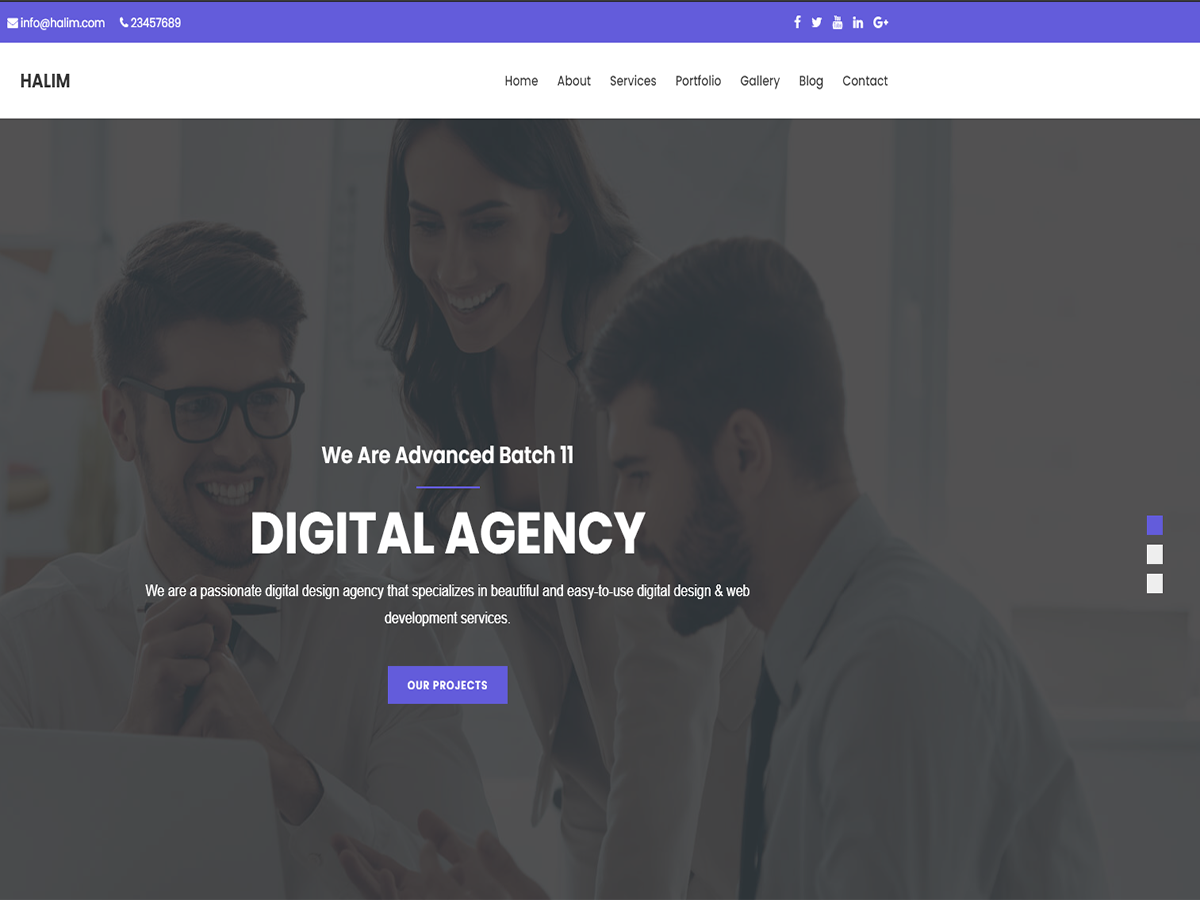 info@halim.com 23457689
HALIM
Home About Services Portfolio Gallery Blog Contact
We Are Advanced Batch 11
DIGITAL AGENCY
We are a passionate digital design agency that specializes in beautiful and easy-to-use digital design & web
development services.
OUR PROJECTS